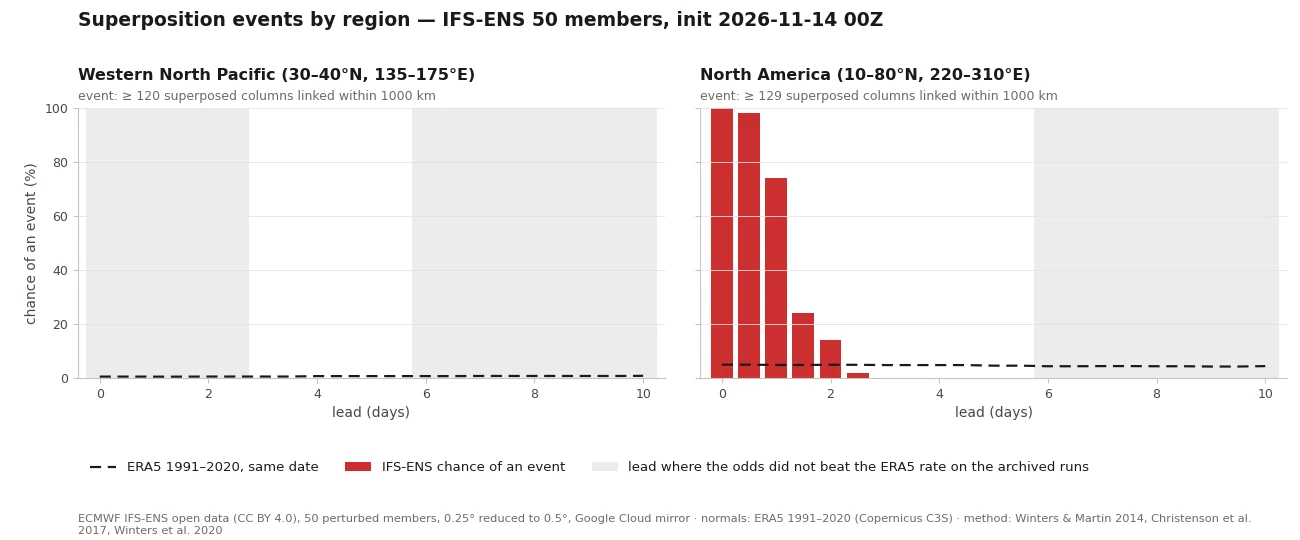 Superposition events by region — IFS-ENS 50 members, init 2026-11-14 00Z
Western North Pacific (30–40°N, 135–175°E)
event: ≥ 120 superposed columns linked within 1000 km
North America (10–80°N, 220–310°E)
event: ≥ 129 superposed columns linked within 1000 km
chance of an event (%)
100
80
60
40
20
0
0 2 4 6 8 10
lead (days)
0 2 4 6 8 10
lead (days)
ERA5 1991–2020, same date
IFS-ENS chance of an event
lead where the odds did not beat the ERA5 rate on the archived runs
ECMWF IFS-ENS open data (CC BY 4.0), 50 perturbed members, 0.25° reduced to 0.5°, Google Cloud mirror · normals: ERA5 1991–2020 (Copernicus C3S) · method: Winters & Martin 2014, Christenson et al.
2017, Winters et al. 2020